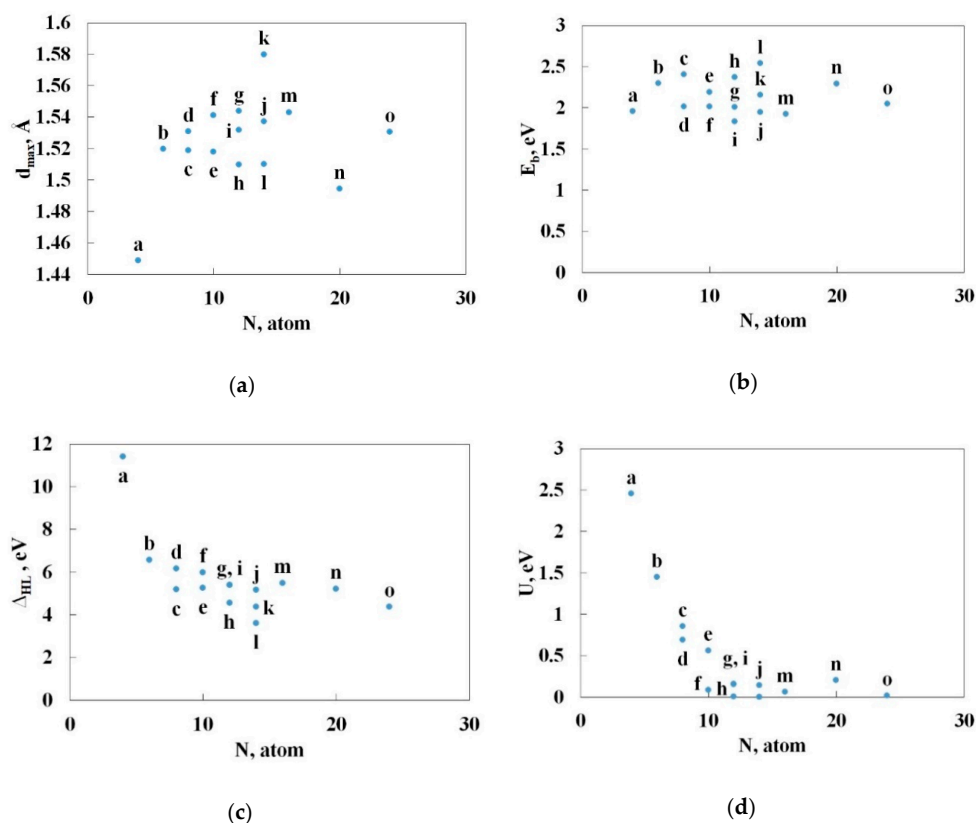 1.6
1.58
1.56
1.54
1.52
1.5
1.48
1.46
1.44
d_max, Å
0 10 20 30
N, atom
a b c d e f g h i j k l m n o
(a)
3
2.5
2
1.5
1
0.5
0
E_b, eV
0 10 20 30
N, atom
a b c d e f g h i j k l m n o
(b)
12
10
8
6
4
2
0
Δ_HL , eV
0 10 20 30
N, atom
a b c d e f g, i h j k l m n o
(c)
3
2.5
2
1.5
1
0.5
0
U, eV
0 10 20 30
N, atom
a b c d e f g, i h j m n o
(d)